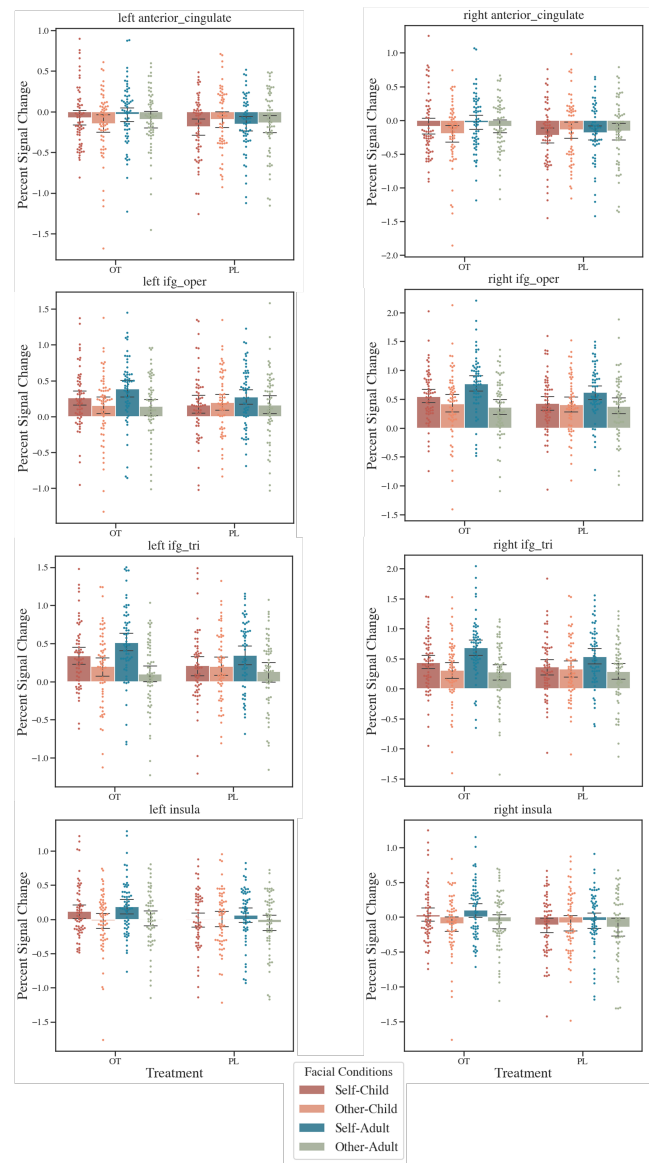 left anterior_cingulate
right anterior_cingulate
Percent Signal Change
1.0
0.5
0.0
−0.5
−1.0
−1.5
OT
PL
Percent Signal Change
1.0
0.5
0.0
−0.5
−1.0
−1.5
−2.0
OT
PL
left ifg_oper
right ifg_oper
Percent Signal Change
1.5
1.0
0.5
0.0
−0.5
−1.0
OT
PL
Percent Signal Change
2.0
1.5
1.0
0.5
0.0
−0.5
−1.0
−1.5
OT
PL
left ifg_tri
right ifg_tri
Percent Signal Change
1.5
1.0
0.5
0.0
−0.5
−1.0
OT
PL
Percent Signal Change
2.0
1.5
1.0
0.5
0.0
−0.5
−1.0
−1.5
OT
PL
left insula
right insula
Percent Signal Change
1.0
0.5
0.0
−0.5
−1.0
−1.5
OT
PL
Treatment
Percent Signal Change
1.0
0.5
0.0
−0.5
−1.0
−1.5
OT
PL
Treatment
Facial Conditions
Self-Child
Other-Child
Self-Adult
Other-Adult